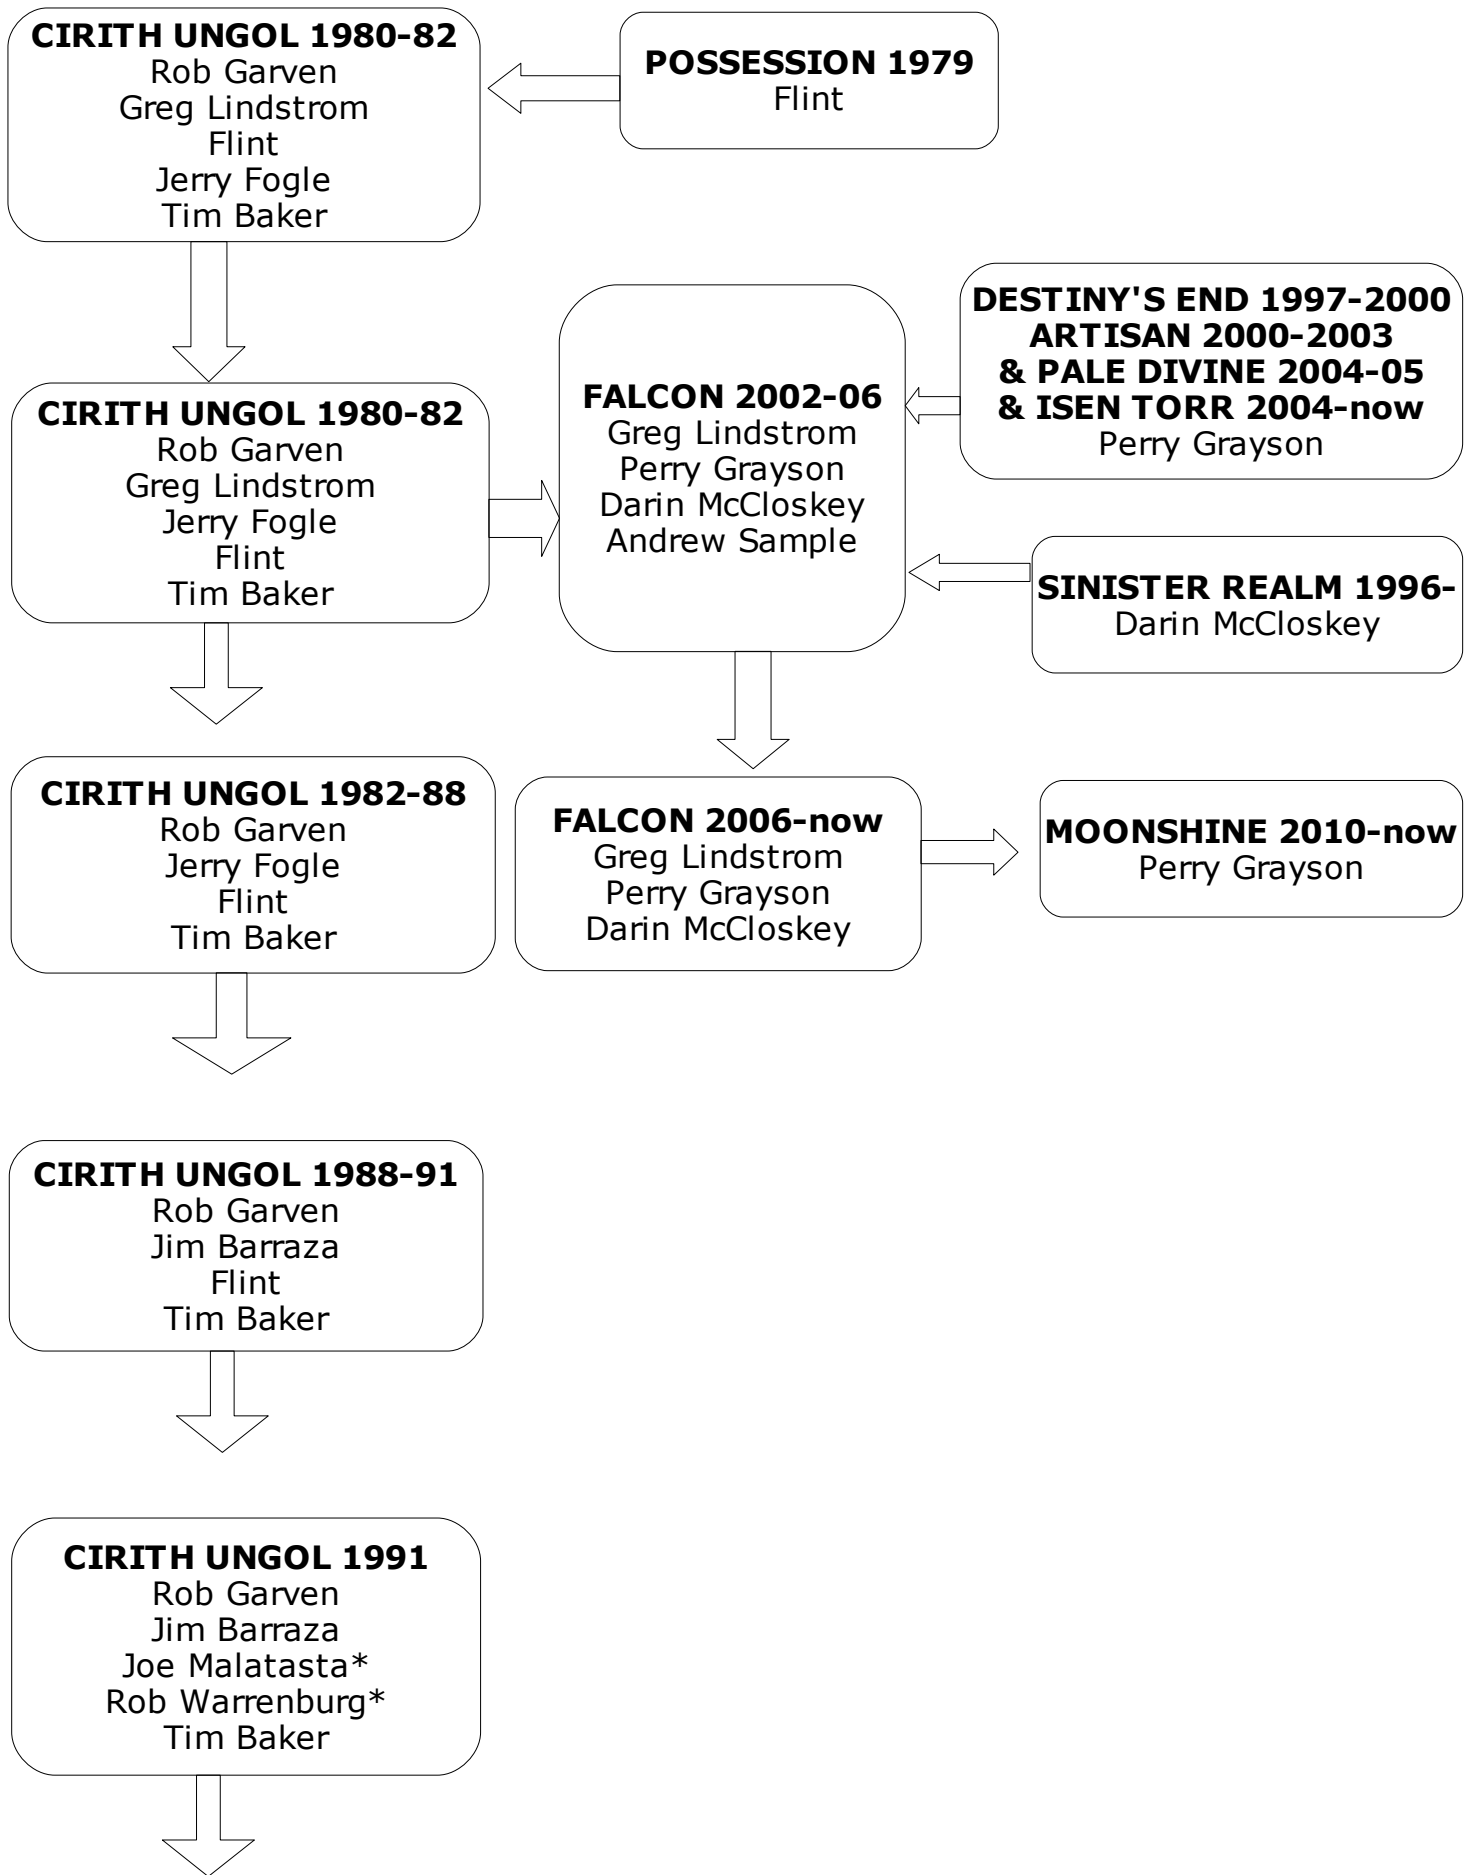 CIRITH UNGOL 1980-82
Rob Garven
Greg Lindstrom
Flint
Jerry Fogle
Tim Baker
POSSESSION 1979
Flint
CIRITH UNGOL 1980-82
Rob Garven
Greg Lindstrom
Jerry Fogle
Flint
Tim Baker
FALCON 2002-06
Greg Lindstrom
Perry Grayson
Darin McCloskey
Andrew Sample
DESTINY'S END 1997-2000
ARTISAN 2000-2003
& PALE DIVINE 2004-05
& ISEN TORR 2004-now
Perry Grayson
SINISTER REALM 1996-
Darin McCloskey
CIRITH UNGOL 1982-88
Rob Garven
Jerry Fogle
Flint
Tim Baker
FALCON 2006-now
Greg Lindstrom
Perry Grayson
Darin McCloskey
MOONSHINE 2010-now
Perry Grayson
CIRITH UNGOL 1988-91
Rob Garven
Jim Barraza
Flint
Tim Baker
CIRITH UNGOL 1991
Rob Garven
Jim Barraza
Joe Malatasta*
Rob Warrenburg*
Tim Baker